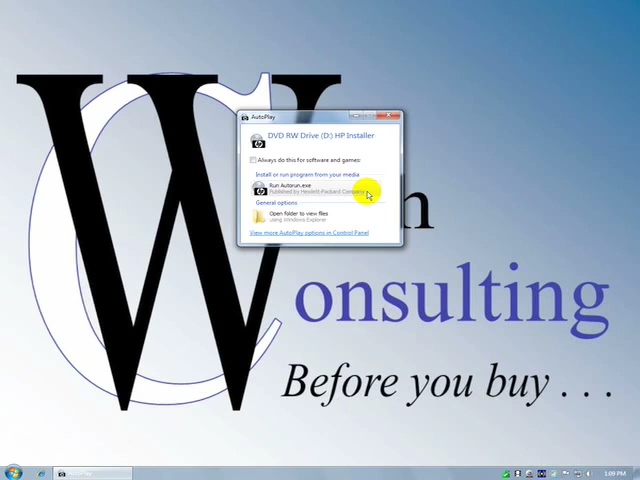 AutoPlay
DVD RW Drive (D:) HP Installer
Always do this for software and games:
Install or run program from your media
Run Autorun.exe
Published by Hewlett-Packard Company
General options
Open folder to view files
using Windows Explorer
View more AutoPlay options in Control Panel
W n
Consulting
Before you buy . . .
AutoPlay
1:09 PM